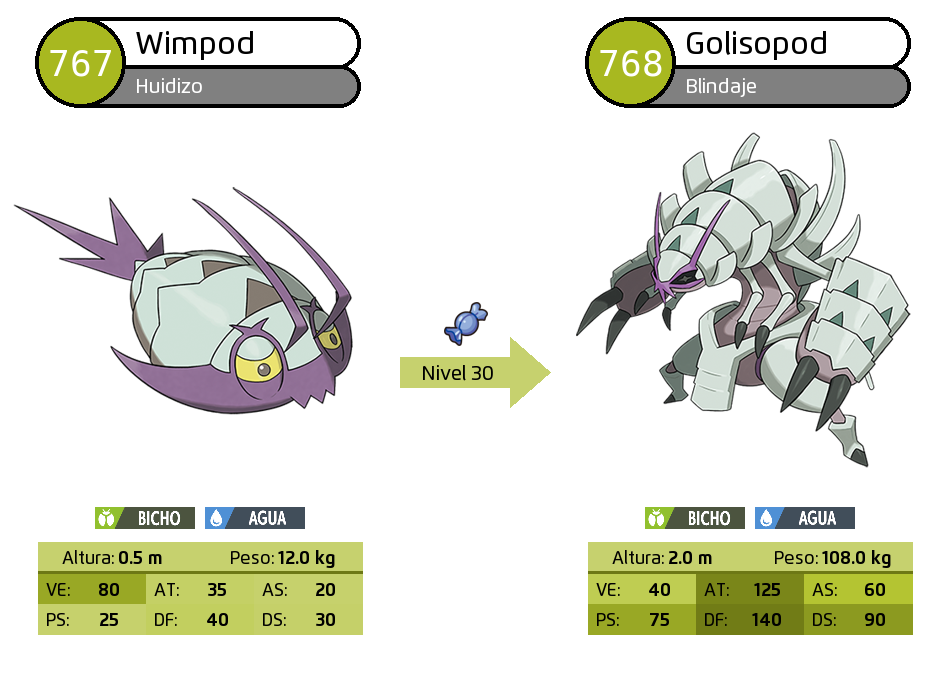 767 Wimpod
Huidizo
768 Golisopod
Blindaje
Nivel 30
BICHO AGUA
Altura: 0.5 m Peso: 12.0 kg
VE: 80 AT: 35 AS: 20
PS: 25 DF: 40 DS: 30
BICHO AGUA
Altura: 2.0 m Peso: 108.0 kg
VE: 40 AT: 125 AS: 60
PS: 75 DF: 140 DS: 90